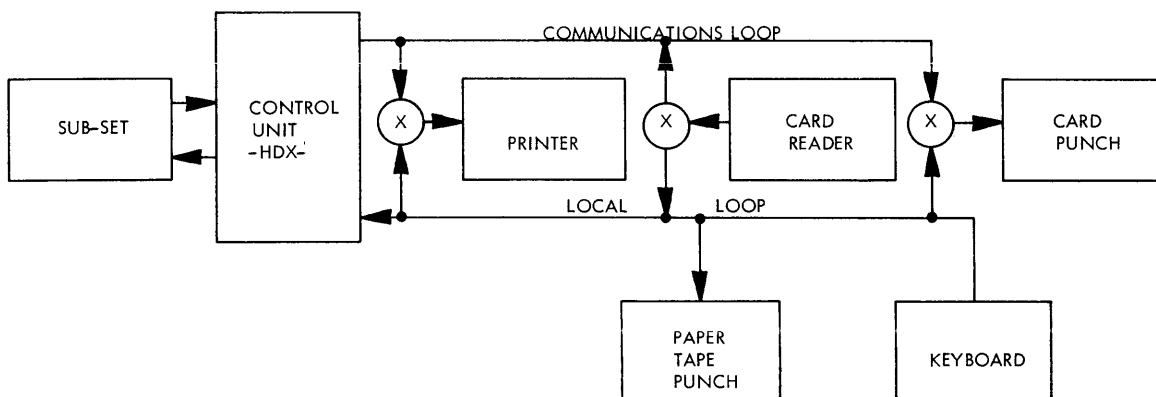 COMMUNICATIONS LOOP
SUB-SET
CONTROL
UNIT
-HDX-'
X
PRINTER
X
CARD
READER
X
CARD
PUNCH
LOCAL LOOP
PAPER
TAPE
PUNCH
KEYBOARD